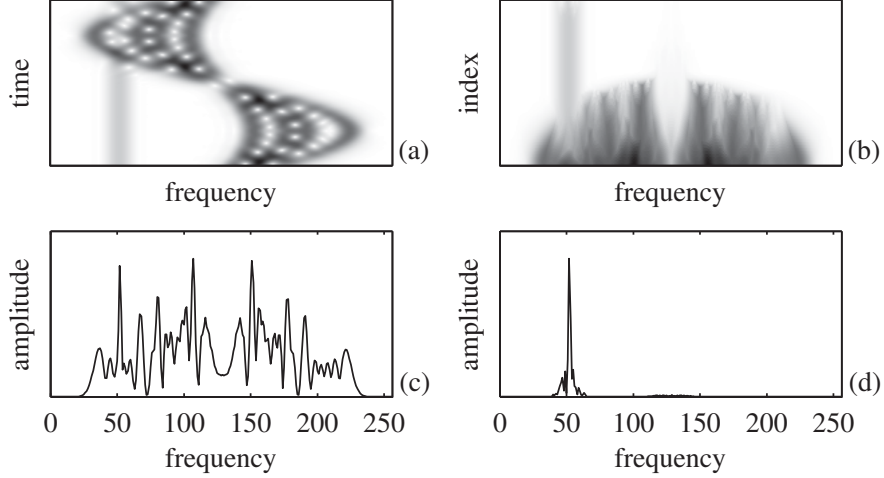 time
(a)
frequency
index
(b)
frequency
amplitude
(c)
0 50 100 150 200 250
frequency
amplitude
(d)
0 50 100 150 200 250
frequency